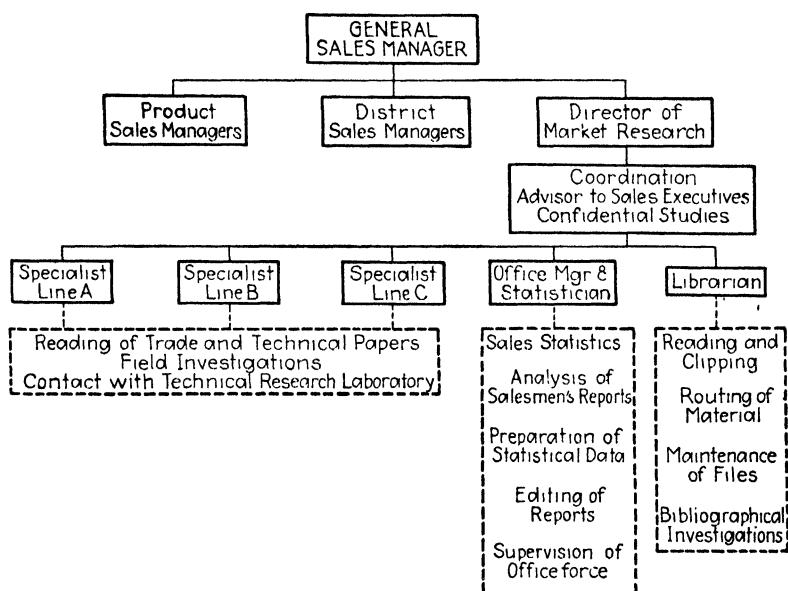 GENERAL
SALES MANAGER
Product
Sales Managers
District
Sales Managers
Director of
Market Research
Coordination
Advisor to Sales Executives
Confidential Studies
Specialist
Line A
Specialist
Line B
Specialist
Line C
Office Mgr &
Statistician
Librarian
Reading of Trade and Technical Papers
Field Investigations
Contact with Technical Research Laboratory
Sales Statistics
Analysis of
Salesmen's Reports
Preparation of
Statistical Data
Editing of
Reports
Supervision of
Office force
Reading and
Clipping
Routing of
Material
Maintenance
of Files
Bibliographical
Investigations